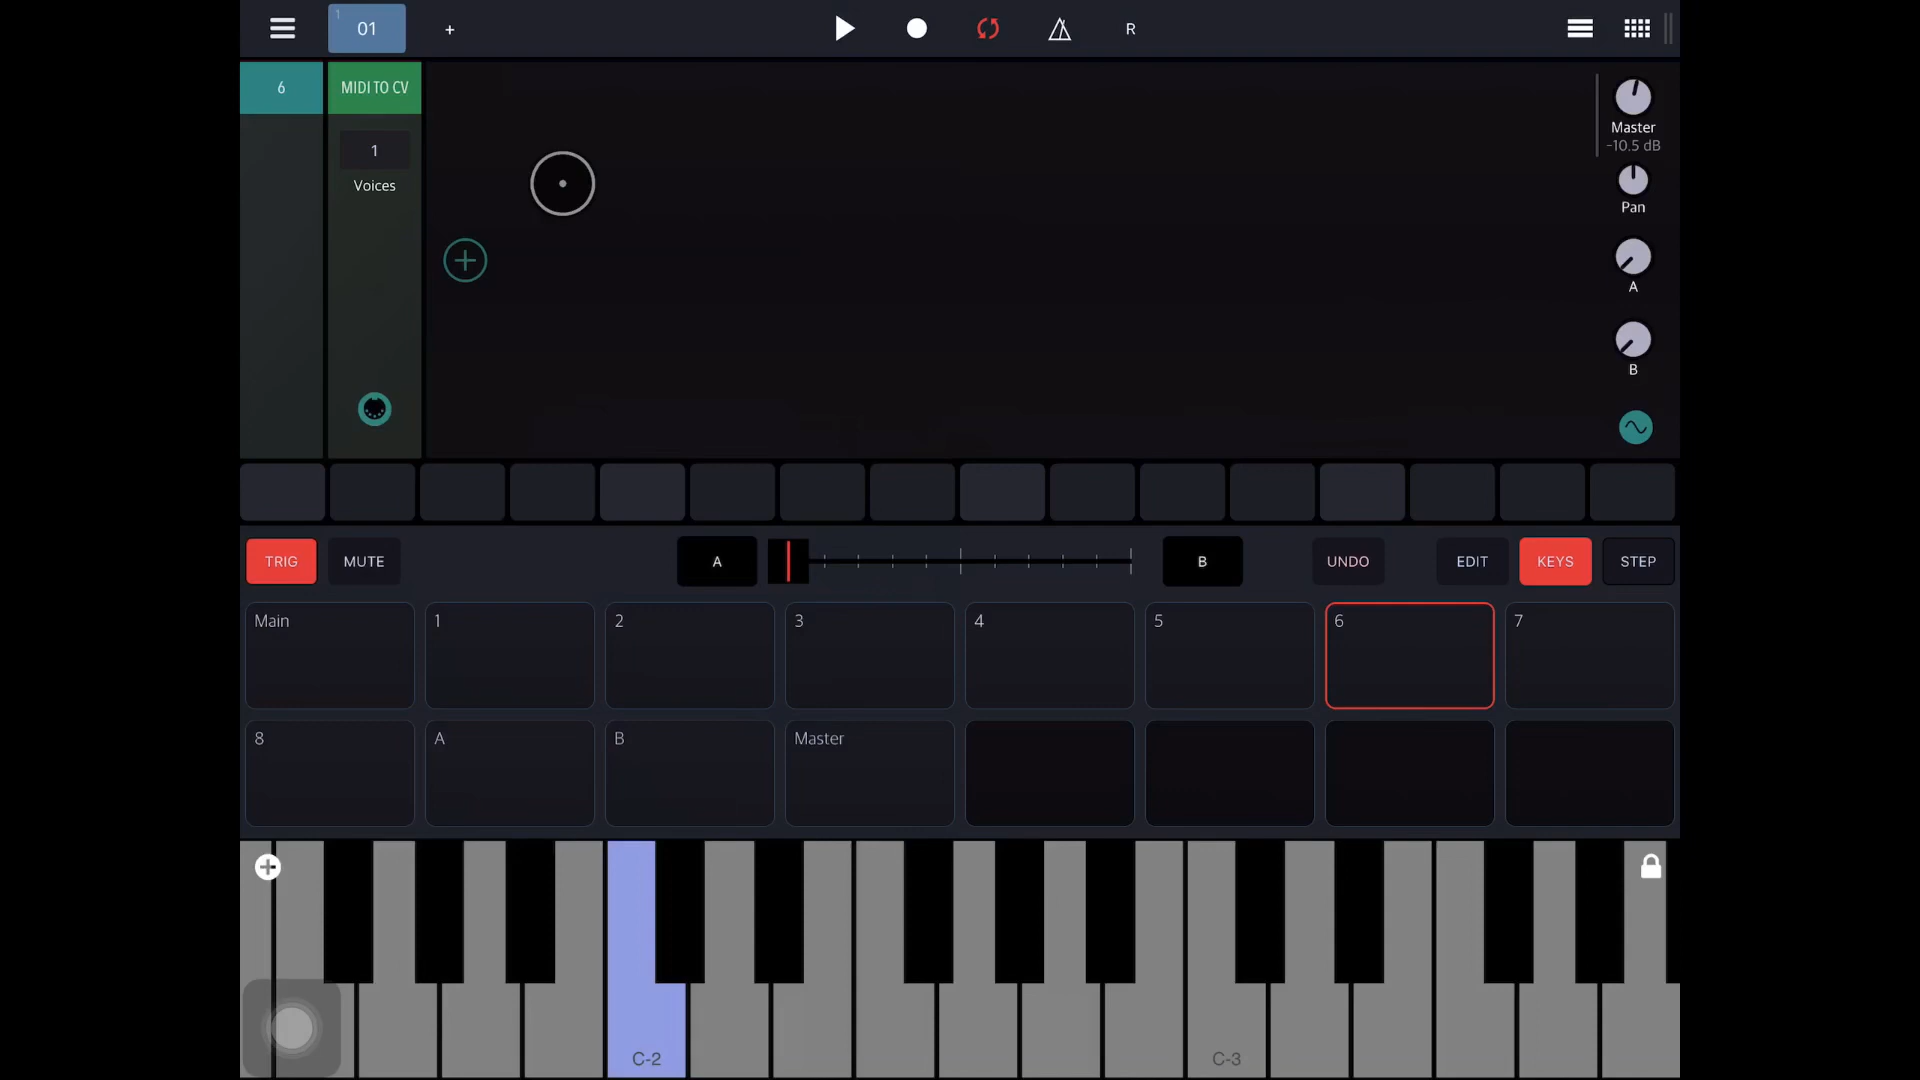 1
01
+
R
6
MIDI TO CV
1
Voices
Master
-10.5 dB
Pan
A
B
TRIG
MUTE
A
B
UNDO
EDIT
KEYS
STEP
Main
1
2
3
4
5
6
7
8
A
B
Master
C-2
C-3